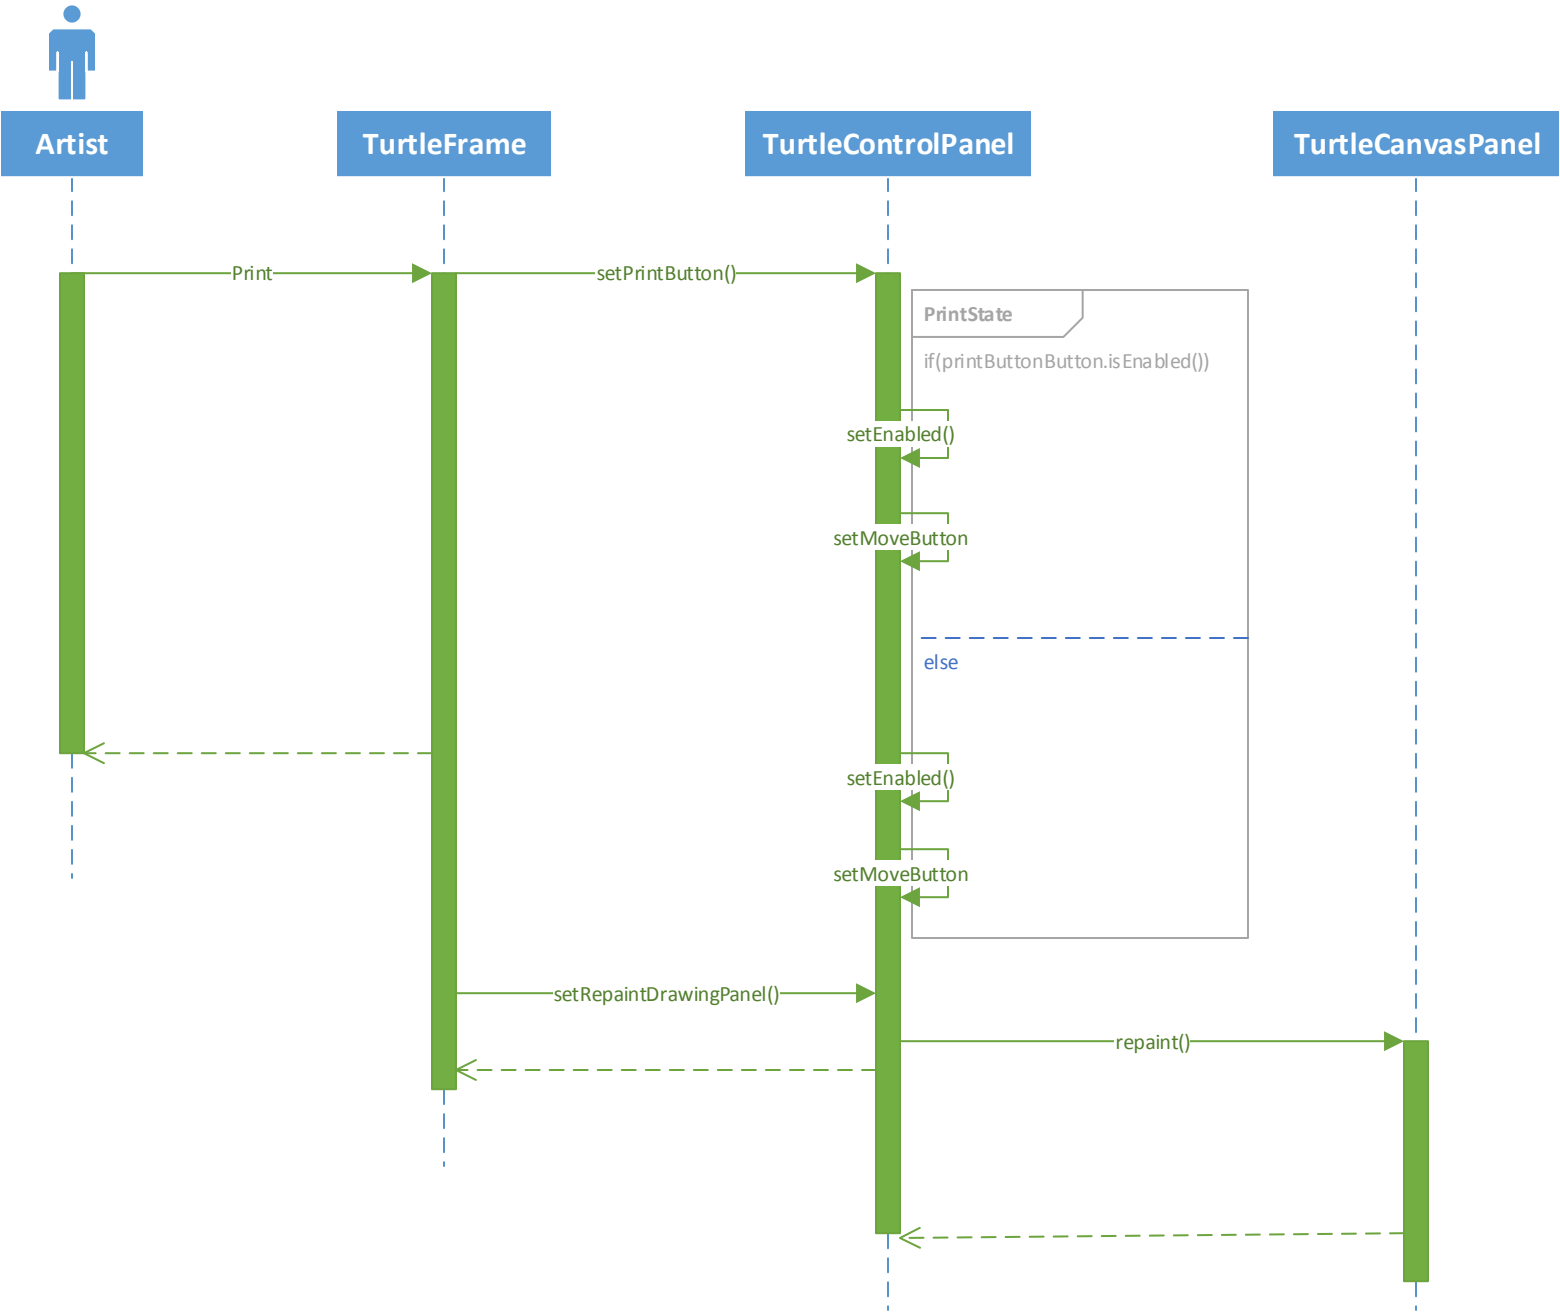 Artist
TurtleFrame
TurtleControlPanel
TurtleCanvasPanel
Print
setPrintButton()
PrintState
if(printButtonButton.isEnabled())
setEnabled()
setMoveButton
else
setEnabled()
setMoveButton
setRepaintDrawingPanel()
repaint()